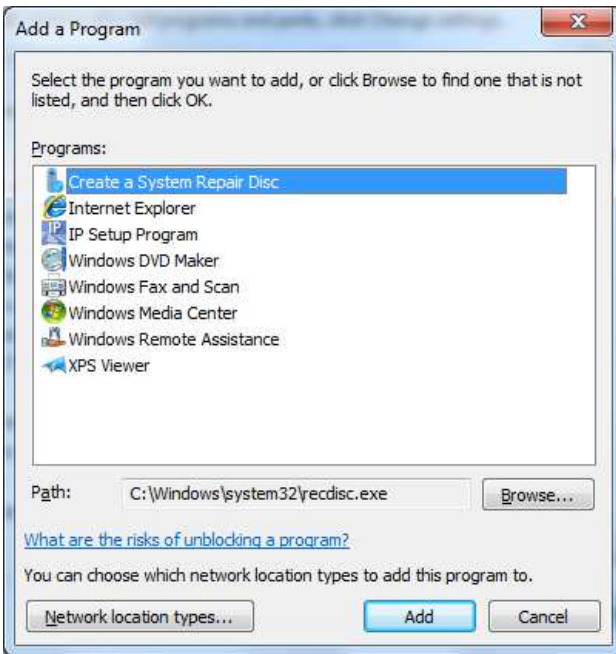 Add a Program
Select the program you want to add, or click Browse to find one that is not
listed, and then click OK.
Programs:
Create a System Repair Disc
Internet Explorer
IP Setup Program
Windows DVD Maker
Windows Fax and Scan
Windows Media Center
Windows Remote Assistance
XPS Viewer
Path: C:\Windows\system32\recdisc.exe Browse...
What are the risks of unblocking a program?
You can choose which network location types to add this program to.
Network location types... Add Cancel